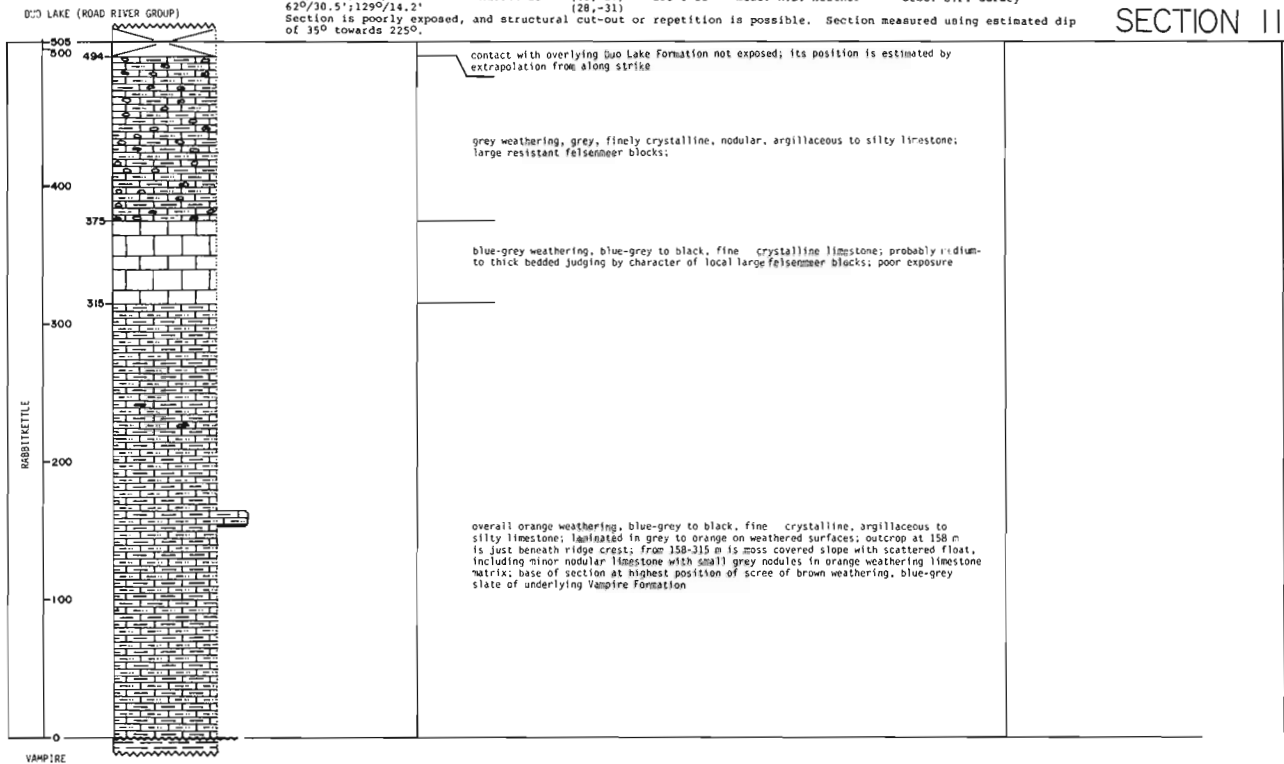 DUO LAKE (ROAD RIVER GROUP)
62°/30.5';129°/14.2'
(28,-31)
Section is poorly exposed, and structural cut-out or repetition is possible. Section measured using estimated dip
of 35° towards 225°.
SECTION 11
505
500
494
contact with overlying Duo Lake Formation not exposed; its position is estimated by
extrapolation from along strike
grey weathering, grey, finely crystalline, nodular, argillaceous to silty limestone;
large resistant felsenmeer blocks;
400
375
blue-grey weathering, blue-grey to black, fine crystalline limestone; probably medium-
to thick bedded judging by character of local large felsenmeer blocks; poor exposure
315
300
RABBITKETTLE
200
overall orange weathering, blue-grey to black, fine crystalline, argillaceous to
silty limestone; laminated in grey to orange on weathered surfaces; outcrop at 158 m
is just beneath ridge crest; from 158-315 m is moss covered slope with scattered float,
including minor nodular limestone with small grey nodules in orange weathering limestone
matrix; base of section at highest position of scree of brown weathering, blue-grey
slate of underlying Vampire Formation
100
0
VAMPIRE